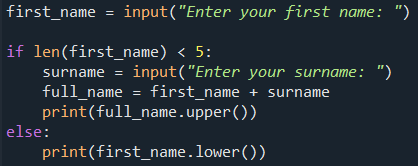 first_name = input("Enter your first name: ")

if len(first_name) < 5:
    surname = input("Enter your surname: ")
    full_name = first_name + surname
    print(full_name.upper())
else:
    print(first_name.lower())